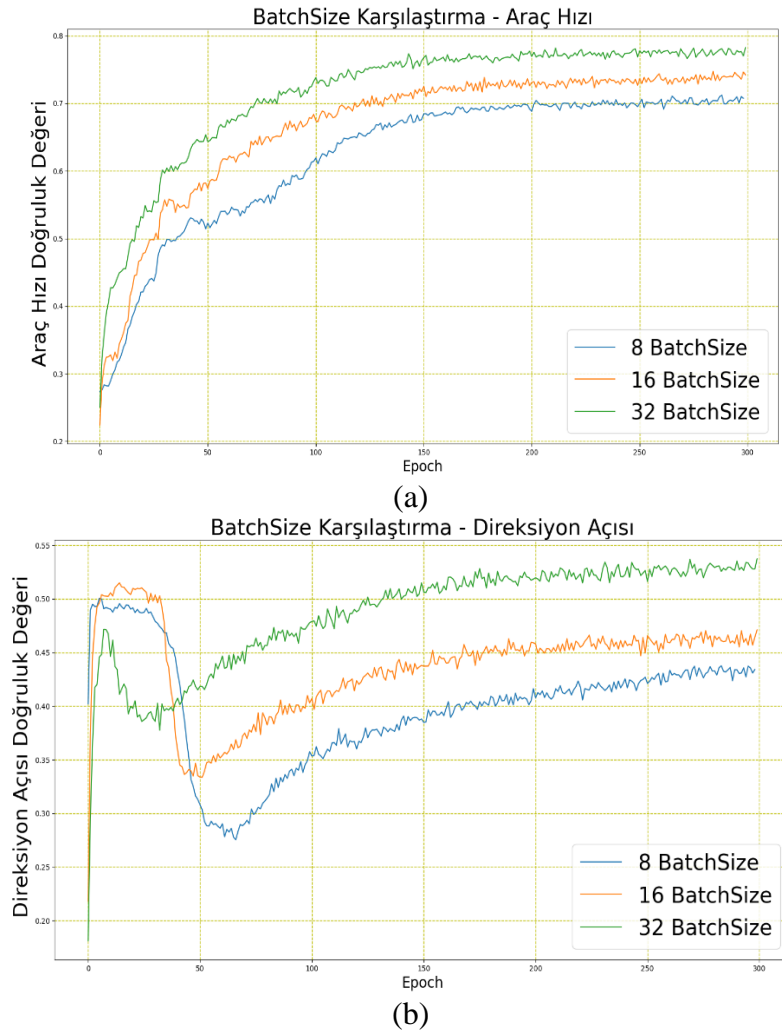 BatchSize Karşılaştırma - Araç Hızı
Araç Hızı Doğruluk Değeri
0.8
0.7
0.6
0.5
0.4
0.3
0.2
8 BatchSize
16 BatchSize
32 BatchSize
0
50
100
150
200
250
300
Epoch
(a)
BatchSize Karşılaştırma - Direksiyon Açısı
Direksiyon Açısı Doğruluk Değeri
0.55
0.50
0.45
0.40
0.35
0.30
0.25
0.20
8 BatchSize
16 BatchSize
32 BatchSize
0
50
100
150
200
250
300
Epoch
(b)